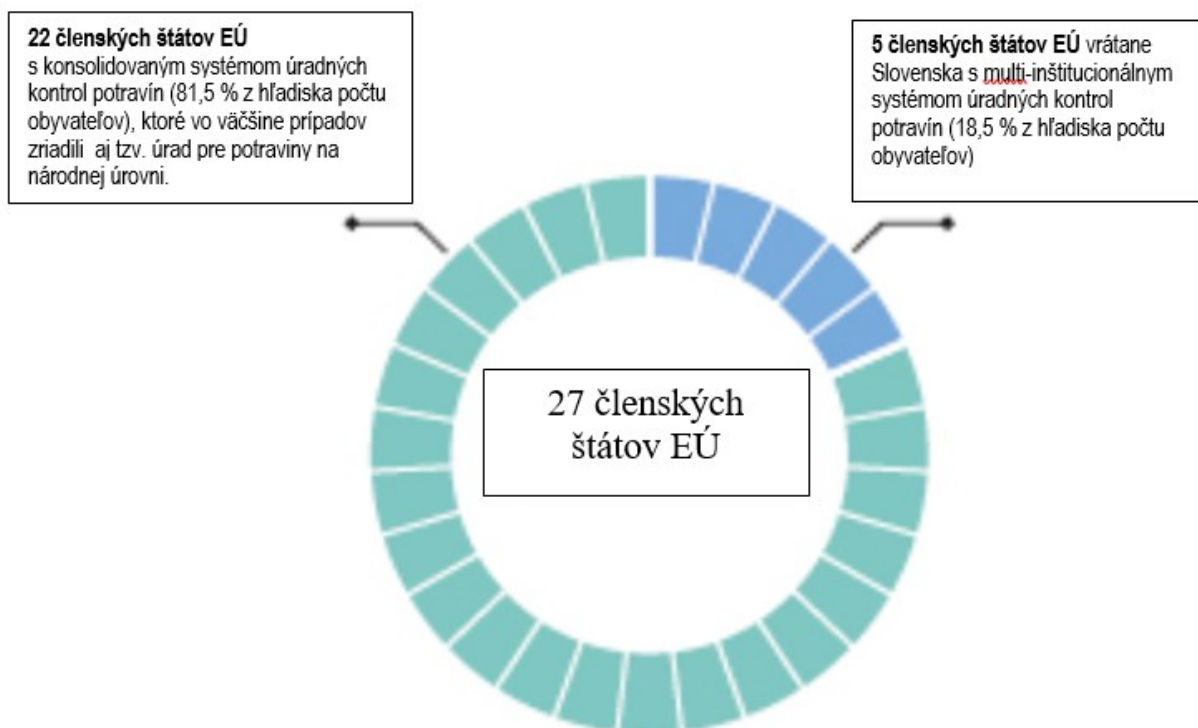 22 členských štátov EÚ
s konsolidovaným systémom úradných
kontrol potravín (81,5 % z hľadiska počtu
obyvateľov), ktoré vo väčšine prípadov
zriadili aj tzv. úrad pre potraviny na
národnej úrovni.
5 členských štátov EÚ vrátane
Slovenska s multi-inštitucionálnym
systémom úradných kontrol
potravín (18,5 % z hľadiska počtu
obyvateľov)
27 členských
štátov EÚ